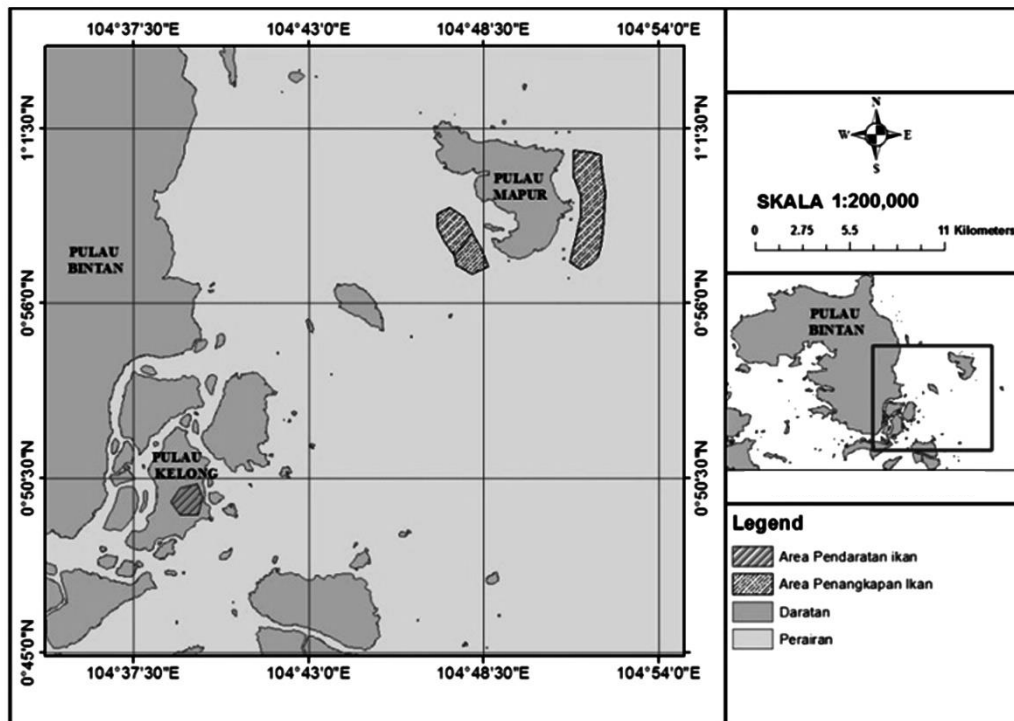 104°37'30"E 104°43'0"E 104°48'30"E 104°54'0"E
1°1'30"N
1°1'30"N
PULAU
MAPUR
PULAU
BINTAN
0°56'0"N
0°56'0"N
PULAU
KELONG
0°50'30"N
0°50'30"N
0°45'0"N
0°45'0"N
104°37'30"E 104°43'0"E 104°48'30"E 104°54'0"E
N
W E
S
SKALA 1:200,000
0 2.75 5.5 11 Kilometers
PULAU
BINTAN
Legend
Area Pendaratan ikan
Area Penangkapan Ikan
Daratan
Perairan